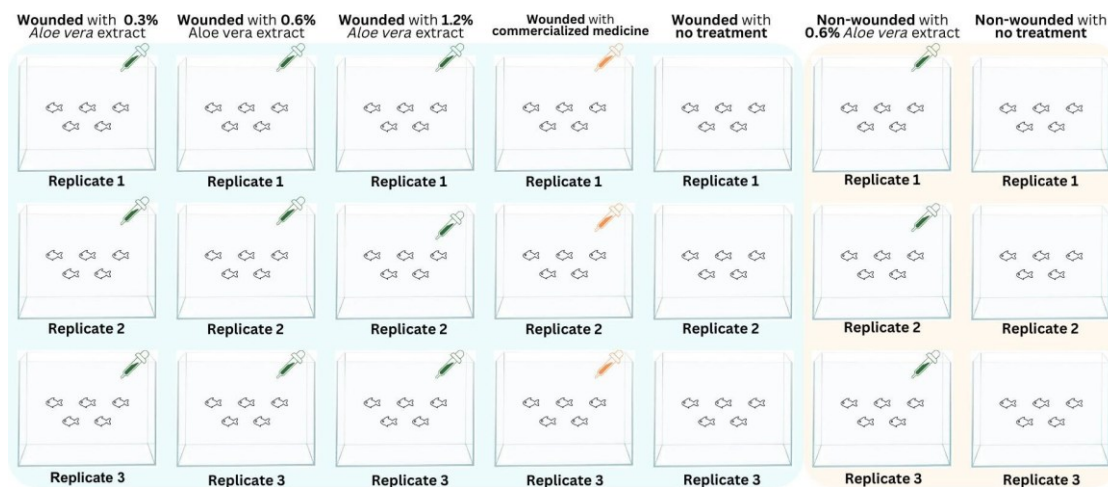 Wounded with 0.3%
Aloe vera extract
Wounded with 0.6%
Aloe vera extract
Wounded with 1.2%
Aloe vera extract
Wounded with
commercialized medicine
Wounded with
no treatment
Non-wounded with
0.6% Aloe vera extract
Non-wounded with
no treatment
Replicate 1
Replicate 1
Replicate 1
Replicate 1
Replicate 1
Replicate 1
Replicate 1
Replicate 2
Replicate 2
Replicate 2
Replicate 2
Replicate 2
Replicate 2
Replicate 2
Replicate 3
Replicate 3
Replicate 3
Replicate 3
Replicate 3
Replicate 3
Replicate 3